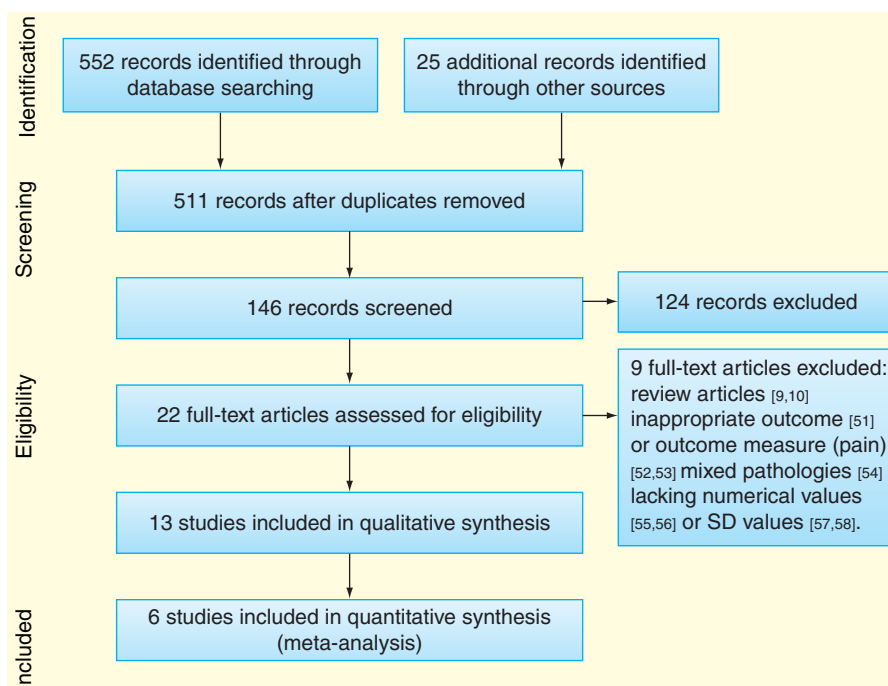 Identification
552 records identified through
database searching
25 additional records identified
through other sources
Screening
511 records after duplicates removed
146 records screened
124 records excluded
Eligibility
22 full-text articles assessed for eligibility
9 full-text articles excluded:
review articles [9,10]
inappropriate outcome [51]
or outcome measure (pain)
[52,53] mixed pathologies [54]
lacking numerical values
[55,56] or SD values [57,58].
13 studies included in qualitative synthesis
ncluded
6 studies included in quantitative synthesis
(meta-analysis)